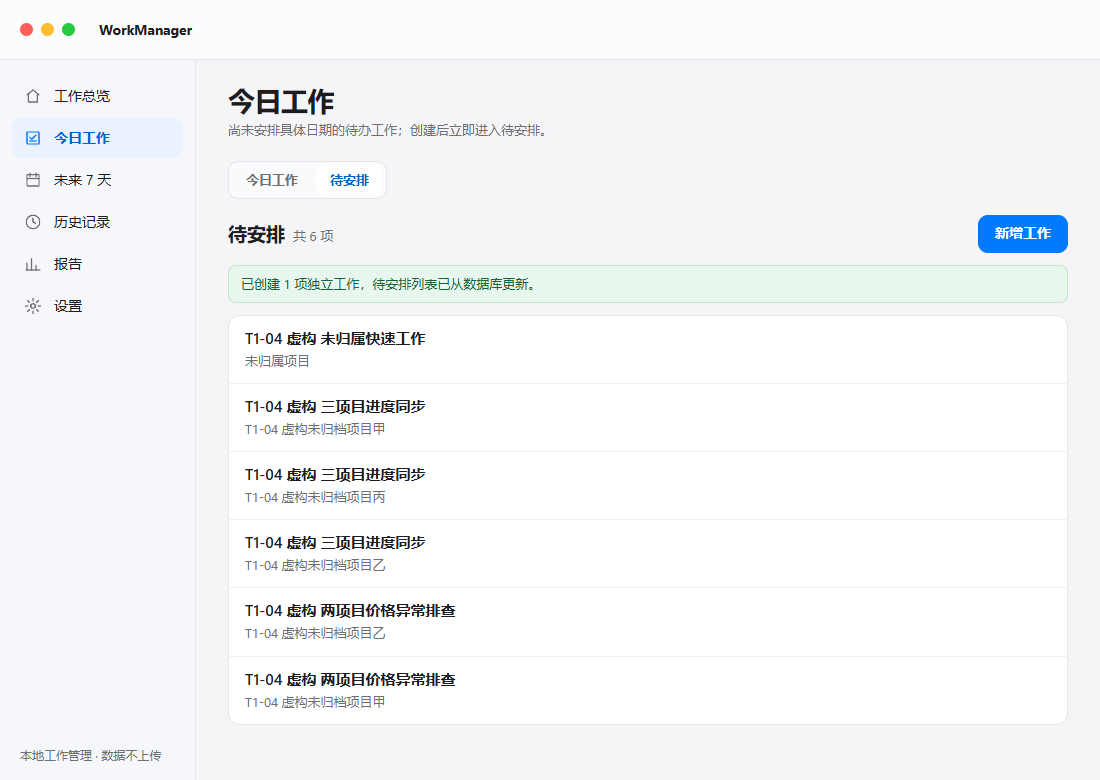 WorkManager
工作总览
今日工作
未来 7 天
历史记录
报告
设置
本地工作管理 · 数据不上传
今日工作
尚未安排具体日期的待办工作；创建后立即进入待安排。
今日工作 待安排
待安排 共 6 项
新增工作
已创建 1 项独立工作，待安排列表已从数据库更新。
T1-04 虚构 未归属快速工作
未归属项目
T1-04 虚构 三项目进度同步
T1-04 虚构未归档项目甲
T1-04 虚构 三项目进度同步
T1-04 虚构未归档项目丙
T1-04 虚构 三项目进度同步
T1-04 虚构未归档项目乙
T1-04 虚构 两项目价格异常排查
T1-04 虚构未归档项目乙
T1-04 虚构 两项目价格异常排查
T1-04 虚构未归档项目甲